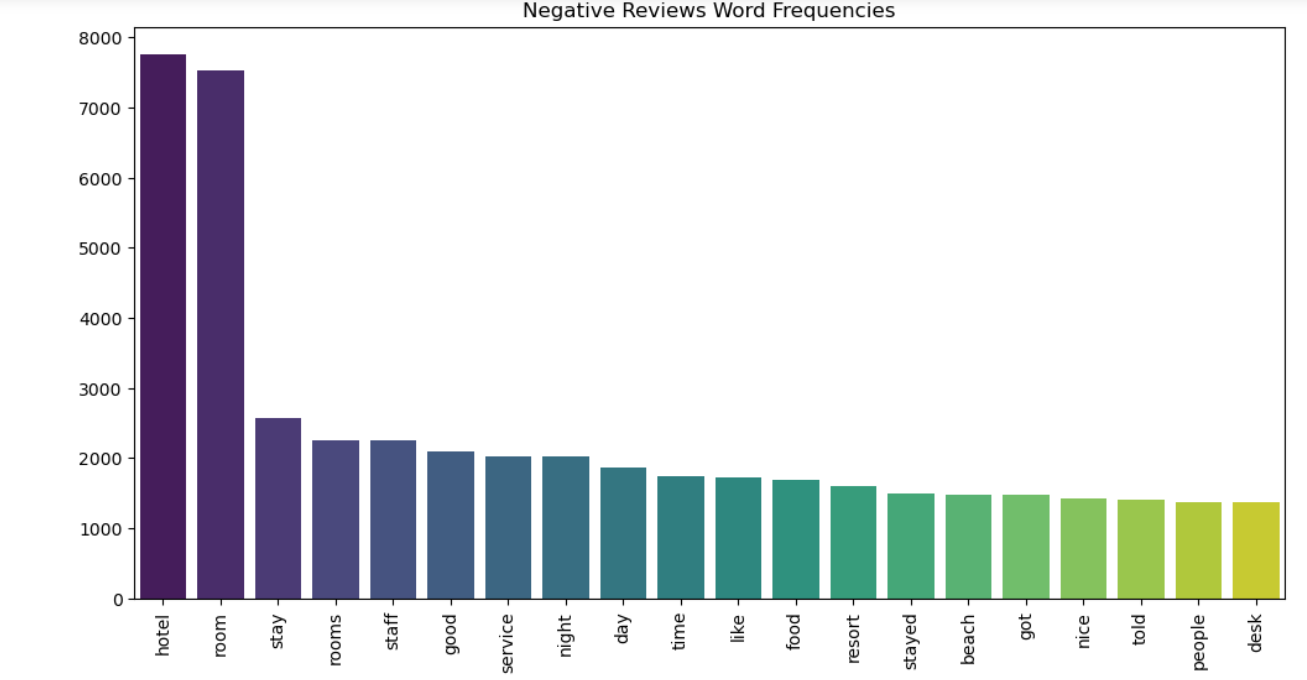 Negative Reviews Word Frequencies
8000
7000
6000
5000
4000
3000
2000
1000
0
hotel
room
stay
rooms
staff
good
service
night
day
time
like
food
resort
stayed
beach
got
nice
told
people
desk